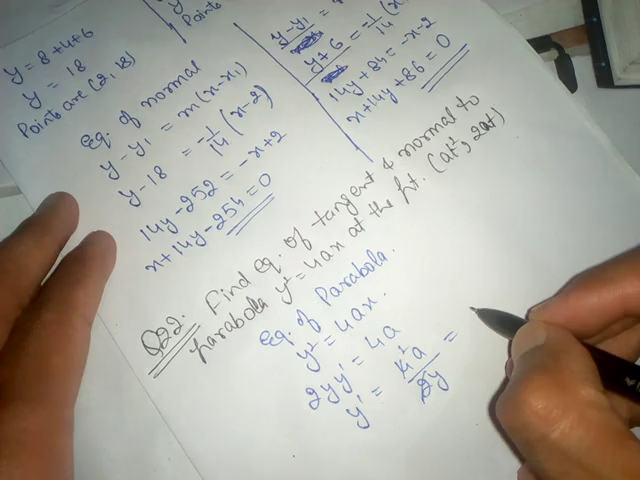 y = 8+4+6
y = 18
Points are (2, 18)
Eq. of normal
y - y₁ = m(x-x₁)
y-18 = -1/14 (x-2)
14y - 252 = -x+2
x+14y-254=0
Points
y-y₁
y+6 = -1/14 (x
14y+84 = -x-2
x+14y+86=0
Q22. Find eq. of tangent & normal to
parabola y² = 4ax at the pt. (at², 2at)
Eq. of Parabola.
y² = 4ax.
2yy' = 4a
y' = 4a/2y =